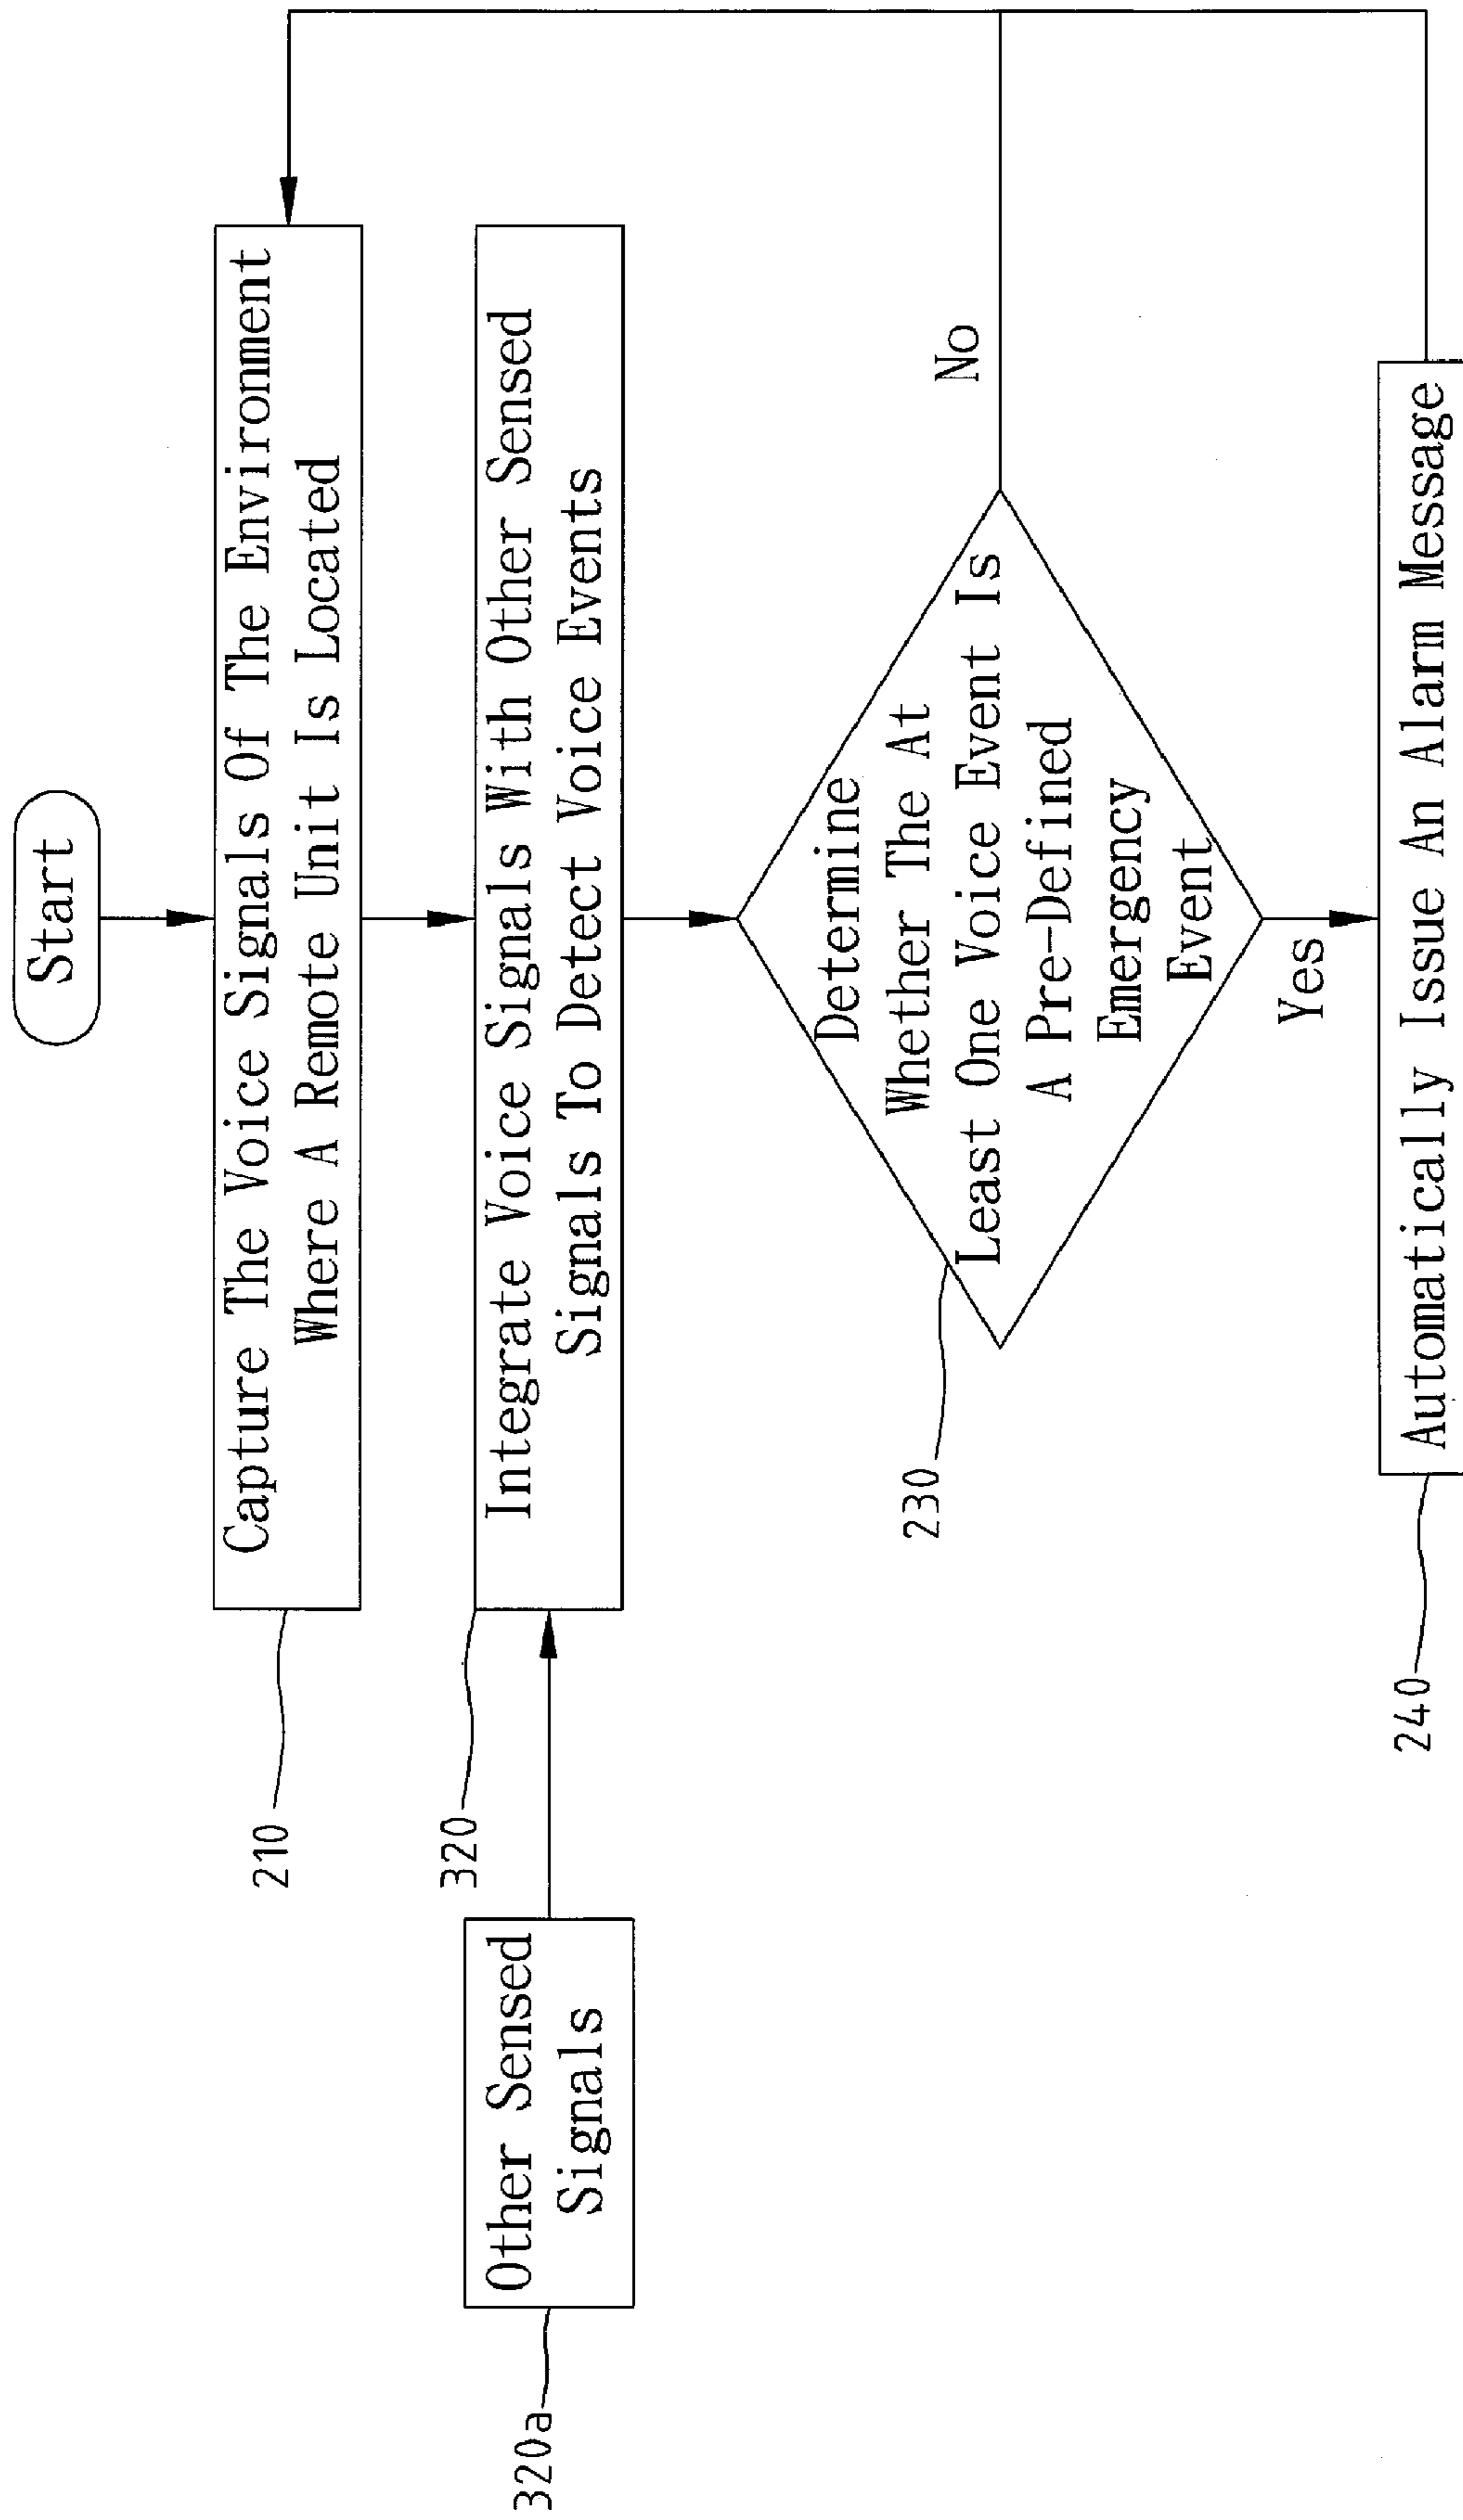 Start
Capture The Voice Signals Of The Environment
Where A Remote Unit Is Located
210
Integrate Voice Signals With Other Sensed
Signals To Detect Voice Events
320
Other Sensed
Signals
320a
Determine
Whether The At
Least One Voice Event Is
A Pre-Defined
Emergency
Event
230
No
Yes
Automatically Issue An Alarm Message
240